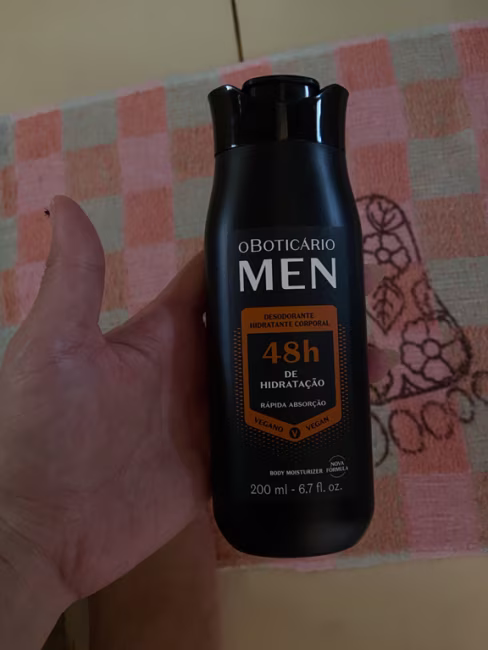 oBOTICÁRIO
MEN
DESODORANTE
HIDRATANTE CORPORAL
48h
DE
HIDRATAÇÃO
RÁPIDA ABSORÇÃO
VEGANO V VEGAN
BODY MOISTURIZER NOVA
FÓRMULA
200 ml - 6.7 fl. oz.